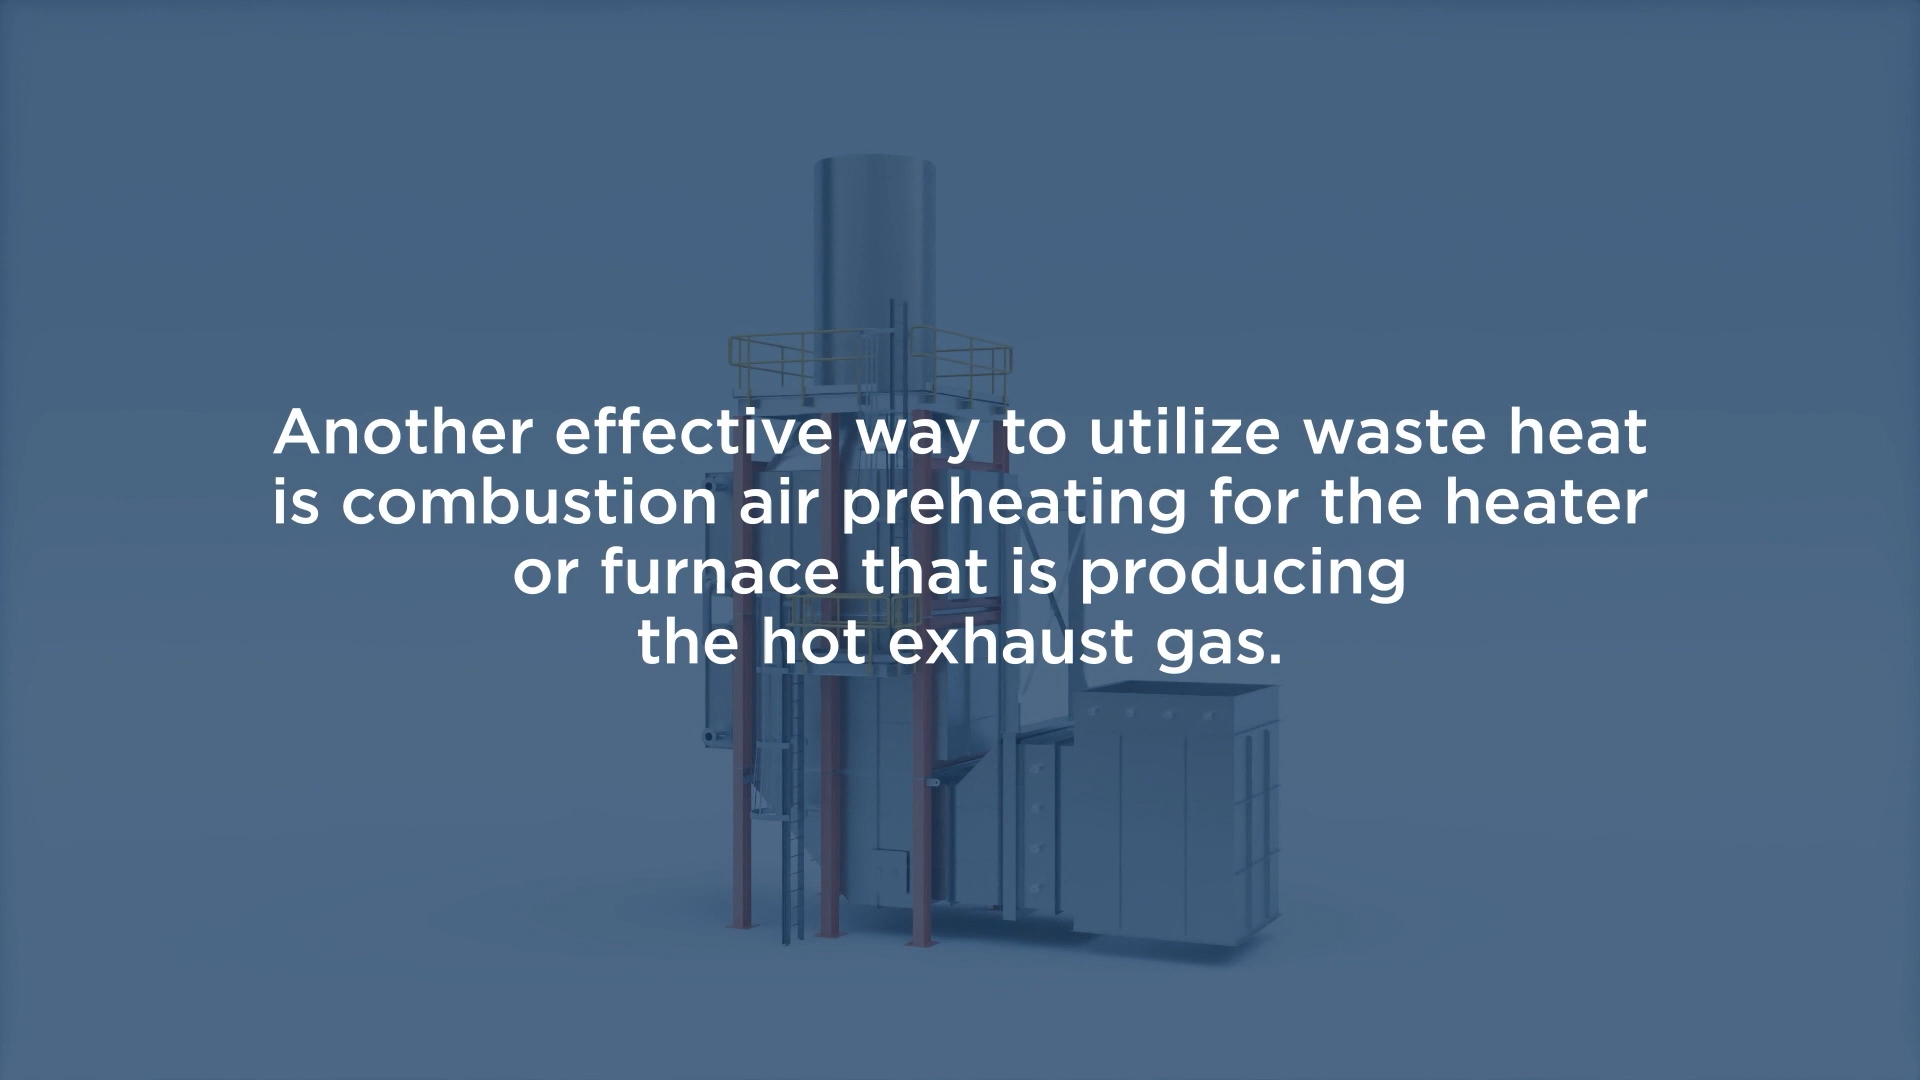 Another effective way to utilize waste heat
is combustion air preheating for the heater
or furnace that is producing
the hot exhaust gas.